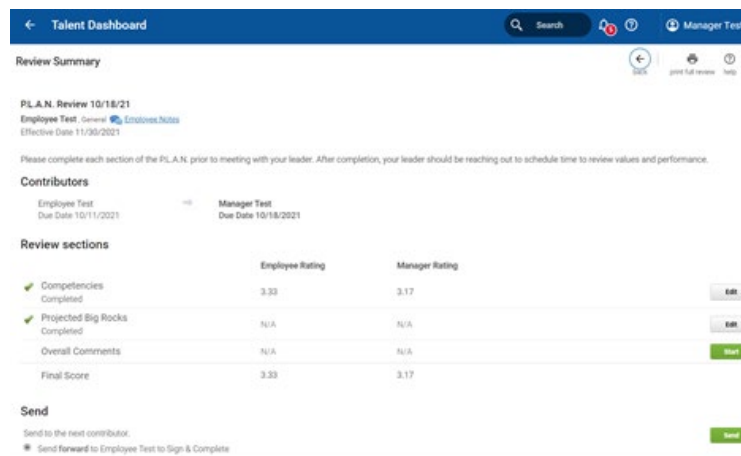 Talent Dashboard
Search
5
Manager Test
Review Summary
back
print full review
help
P.L.A.N. Review 10/18/21
Employee Test, General Employee Notes
Effective Date 11/30/2021
Please complete each section of the P.L.A.N. prior to meeting with your leader. After completion, your leader should be reaching out to schedule time to review values and performance.
Contributors
Employee Test Manager Test
Due Date 10/11/2021 Due Date 10/18/2021
Review sections
Employee Rating Manager Rating
Competencies 3.33 3.17 Edit
Completed
Projected Big Rocks N/A N/A Edit
Completed
Overall Comments N/A N/A Start
Final Score 3.33 3.17
Send
Send to the next contributor. Send
Send forward to Employee Test to Sign & Complete